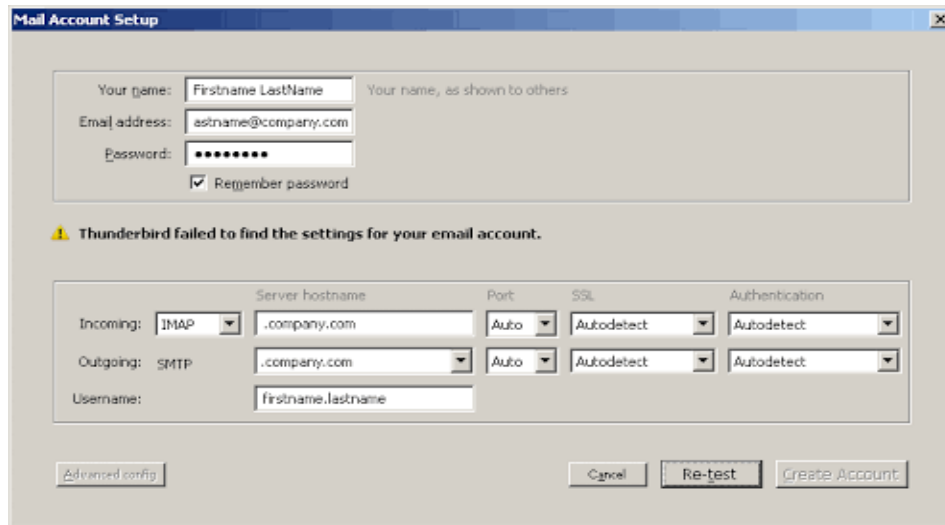 Mail Account Setup
Your name: Firstname LastName Your name, as shown to others
Email address: astname@company.com
Password: ••••••••
Remember password
Thunderbird failed to find the settings for your email account.
Server hostname Port SSL Authentication
Incoming: IMAP .company.com Auto Autodetect Autodetect
Outgoing: SMTP .company.com Auto Autodetect Autodetect
Username: firstname.lastname
Advanced config Cancel Re-test Create Account